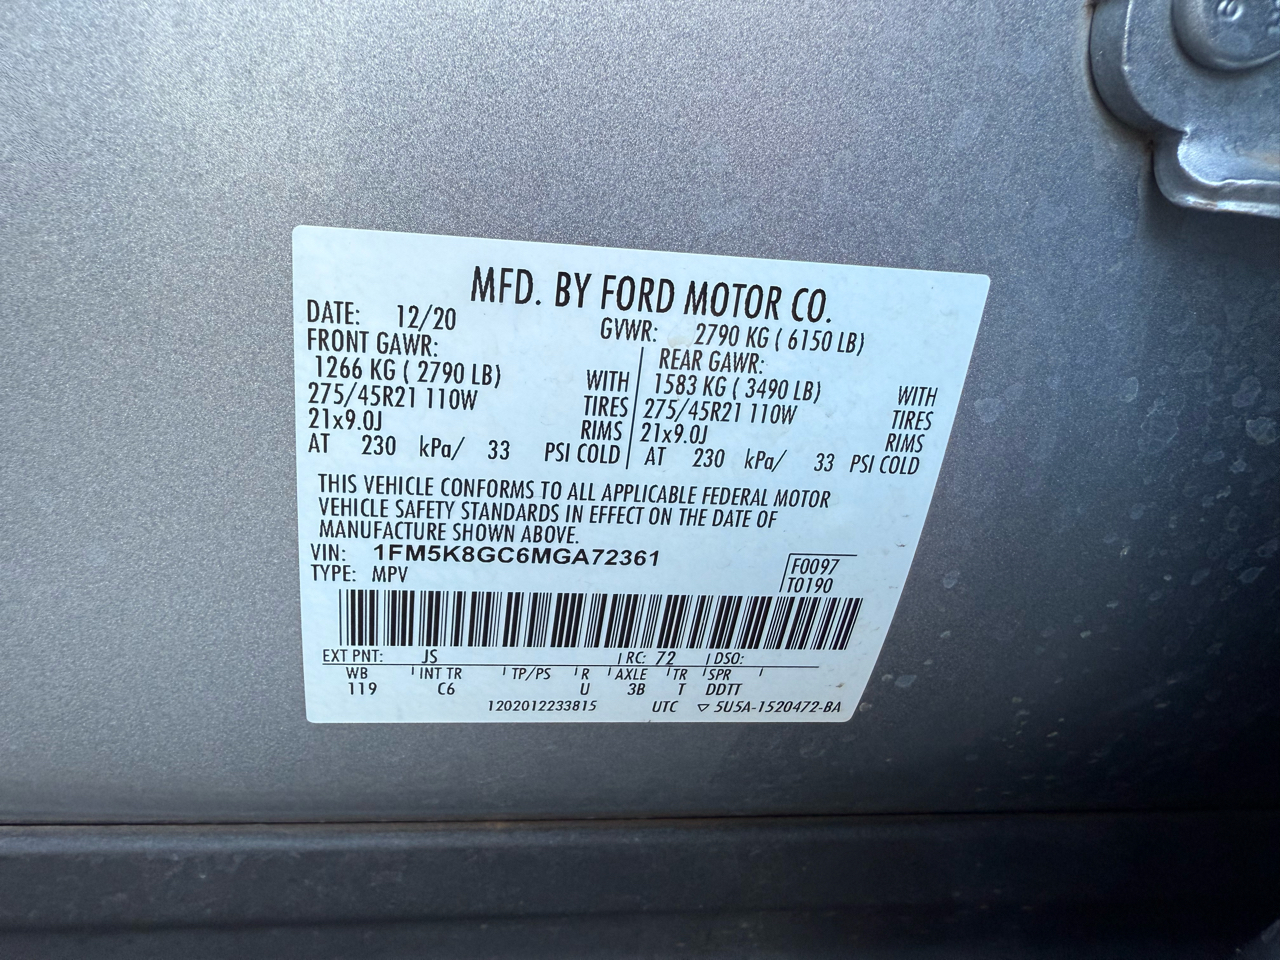 MFD. BY FORD MOTOR CO.
DATE: 12/20 GVWR: 2790 KG ( 6150 LB)
FRONT GAWR: REAR GAWR:
1266 KG ( 2790 LB) WITH 1583 KG ( 3490 LB) WITH
275/45R21 110W TIRES 275/45R21 110W TIRES
21x9.0J RIMS 21x9.0J RIMS
AT 230 kPa/ 33 PSI COLD AT 230 kPa/ 33 PSI COLD
THIS VEHICLE CONFORMS TO ALL APPLICABLE FEDERAL MOTOR
VEHICLE SAFETY STANDARDS IN EFFECT ON THE DATE OF
MANUFACTURE SHOWN ABOVE.
VIN: 1FM5K8GC6MGA72361 F0097
TYPE: MPV T0190
EXT PNT: JS RC: 72 DSO:
WB INT TR TP/PS R AXLE TR SPR
119 C6 U 3B T DDTT
1202012233815 UTC ▽ 5U5A-1520472-BA